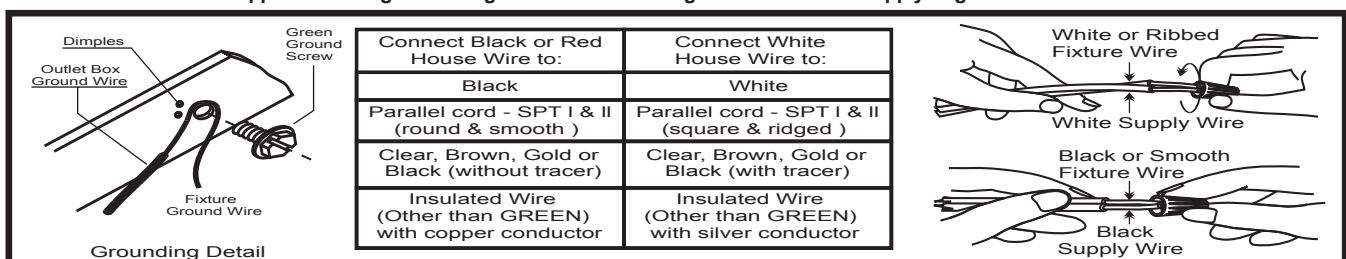 Dimples
Green
Ground
Screw
Outlet Box
Ground Wire
Fixture
Ground Wire
Grounding Detail
Connect Black or Red
House Wire to:
Connect White
House Wire to:
Black
White
Parallel cord - SPT I & II
(round & smooth )
Parallel cord - SPT I & II
(square & ridged )
Clear, Brown, Gold or
Black (without tracer)
Clear, Brown, Gold or
Black (with tracer)
Insulated Wire
(Other than GREEN)
with copper conductor
Insulated Wire
(Other than GREEN)
with silver conductor
White or Ribbed
Fixture Wire
White Supply Wire
Black or Smooth
Fixture Wire
Black
Supply Wire